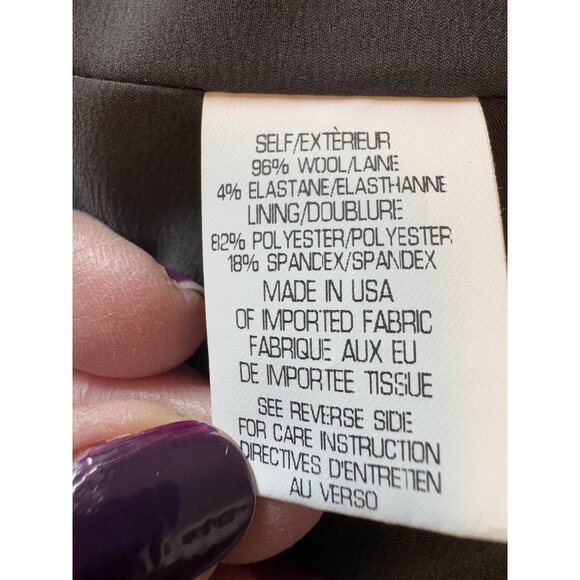 SELF/EXTÈRIEUR
96% WOOL/LAINE
4% ELASTANE/ELASTHANNE
LINING/DOUBLURE
82% POLYESTER/POLYESTER
18% SPANDEX/SPANDEX
MADE IN USA
OF IMPORTED FABRIC
FABRIQUE AUX EU
DE IMPORTEE TISSUE
SEE REVERSE SIDE
FOR CARE INSTRUCTION
DIRECTIVES D'ENTRETIEN
AU VERSO